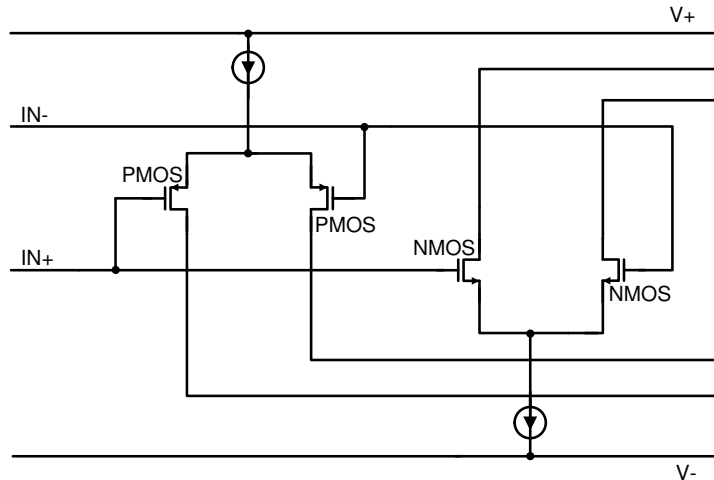 V+
IN-
PMOS
PMOS
NMOS
IN+
NMOS
V-